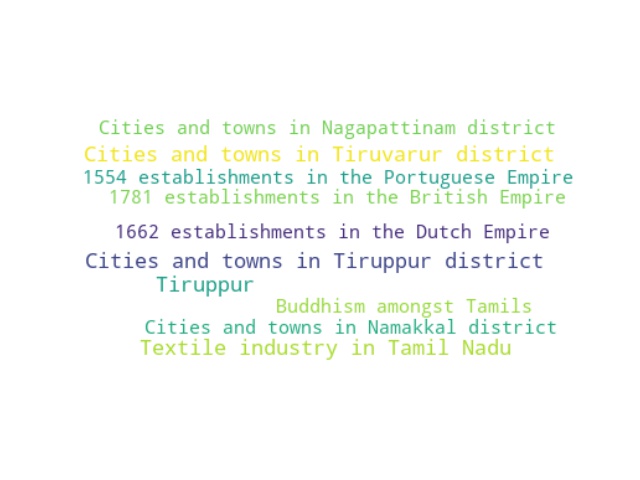 Cities and towns in Nagapattinam district
Cities and towns in Tiruvarur district
1554 establishments in the Portuguese Empire
1781 establishments in the British Empire
1662 establishments in the Dutch Empire
Cities and towns in Tiruppur district
Tiruppur
Buddhism amongst Tamils
Cities and towns in Namakkal district
Textile industry in Tamil Nadu